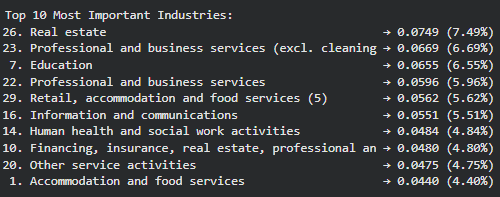 Top 10 Most Important Industries:
26. Real estate → 0.0749 (7.49%)
23. Professional and business services (excl. cleaning → 0.0669 (6.69%)
7. Education → 0.0655 (6.55%)
22. Professional and business services → 0.0596 (5.96%)
29. Retail, accommodation and food services (5) → 0.0562 (5.62%)
16. Information and communications → 0.0551 (5.51%)
14. Human health and social work activities → 0.0484 (4.84%)
10. Financing, insurance, real estate, professional an → 0.0480 (4.80%)
20. Other service activities → 0.0475 (4.75%)
1. Accommodation and food services → 0.0440 (4.40%)